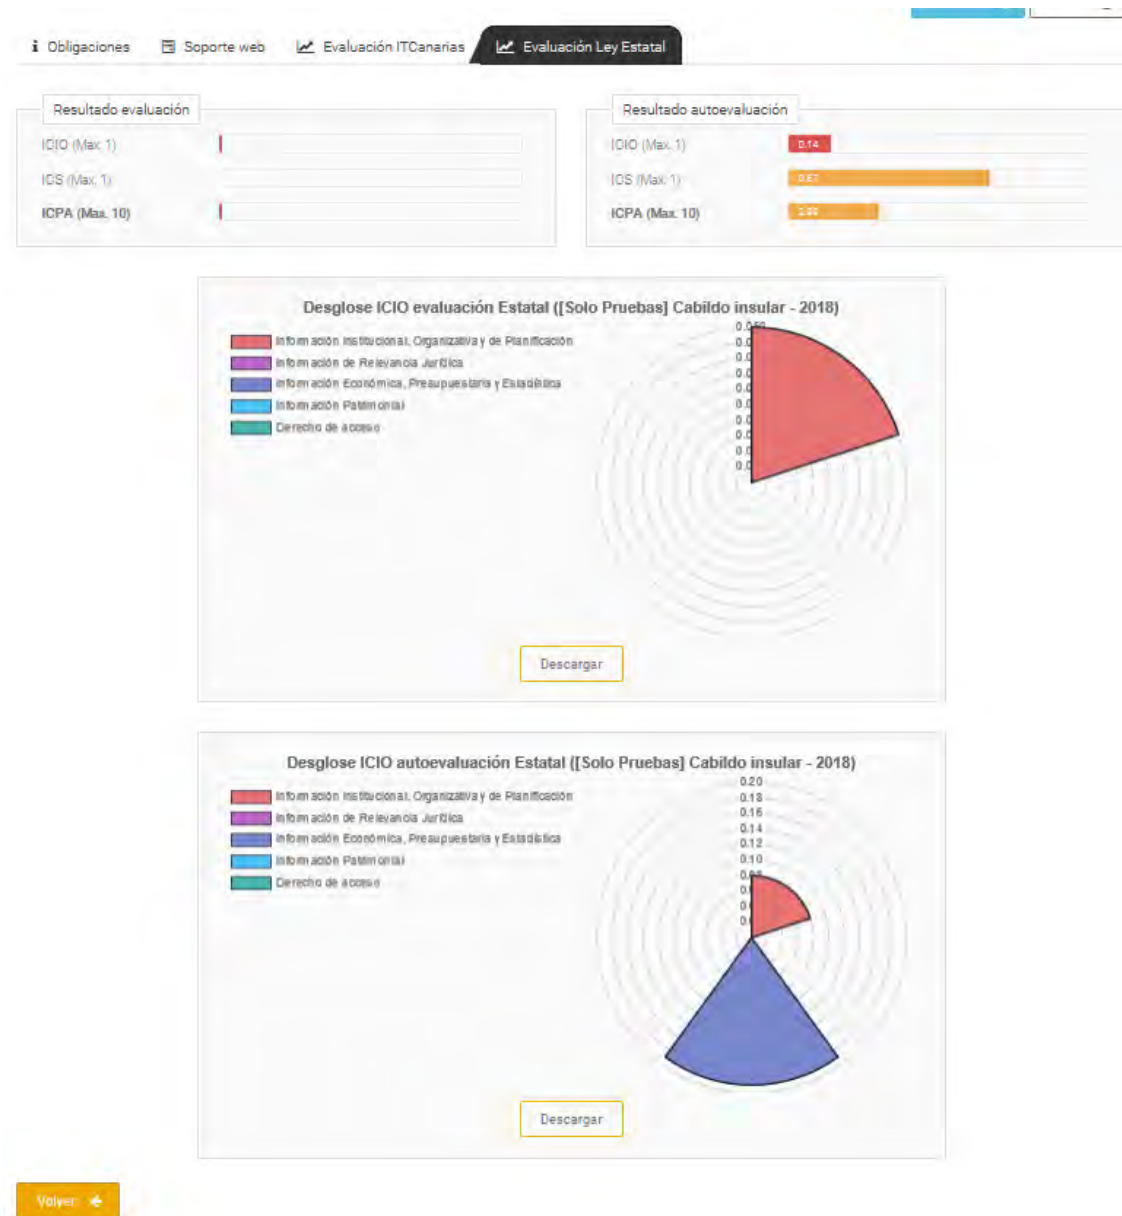 Obligaciones Soporte web Evaluación ITCanarias Evaluación Ley Estatal
Resultado evaluación
ICIO (Max. 1)
ICS (Max. 1)
ICPA (Max. 10)
Resultado autoevaluación
ICIO (Max. 1) 0.14
ICS (Max. 1) 0.67
ICPA (Max. 10)
Desglose ICIO evaluación Estatal ([Solo Pruebas] Cabildo insular - 2018)
Información Institucional, Organizativa y de Planificación
Información de Relevancia Jurídica
Información Económica, Presupuestaria y Estadística
Información Patrimonial
Derecho de acceso
Descargar
Desglose ICIO autoevaluación Estatal ([Solo Pruebas] Cabildo insular - 2018)
Información Institucional, Organizativa y de Planificación
Información de Relevancia Jurídica
Información Económica, Presupuestaria y Estadística
Información Patrimonial
Derecho de acceso
0.20
0.18
0.16
0.14
0.12
0.10
Descargar
Volver